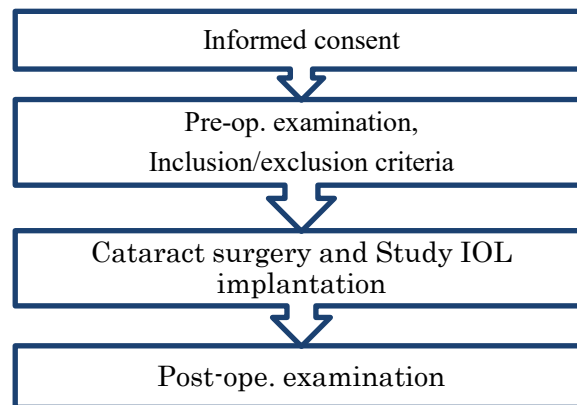 Informed consent
Pre-op. examination,
Inclusion/exclusion criteria
Cataract surgery and Study IOL
implantation
Post-ope. examination